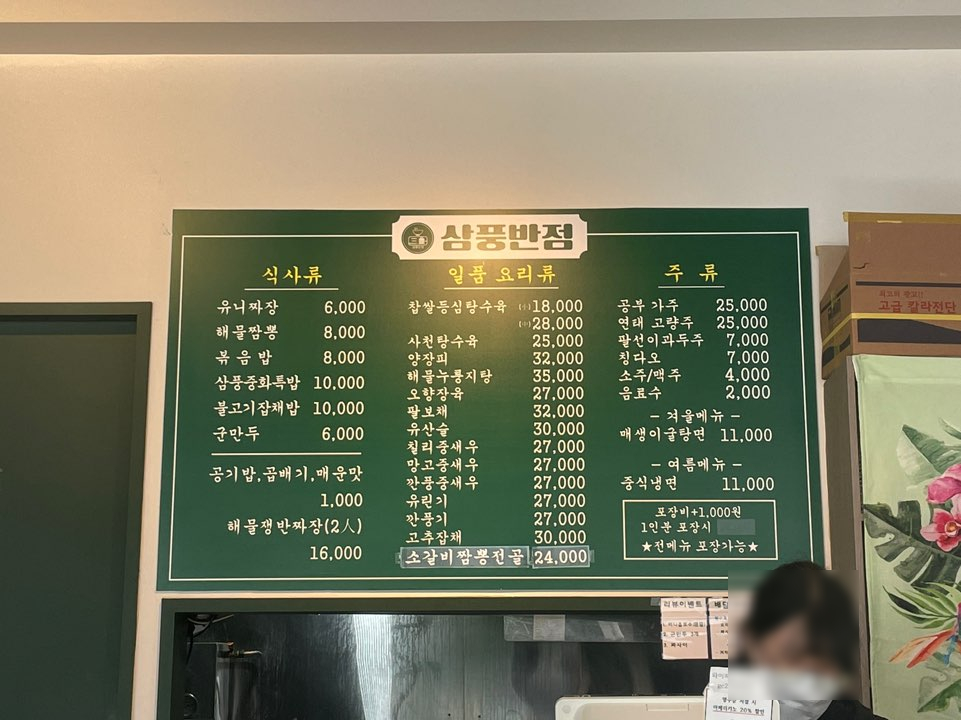 삼풍반점
식사류
유니짜장 6,000
해물짬뽕 8,000
볶음밥 8,000
삼풍중화특밥 10,000
불고기잡채밥 10,000
군만두 6,000
공기밥,곱배기,매운맛
1,000
해물쟁반짜장(2人)
16,000
일품요리류
찹쌀등심탕수육 (小)18,000
(中)28,000
사천탕수육 25,000
양장피 32,000
해물누룽지탕 35,000
오향장육 27,000
팔보채 32,000
유산슬 30,000
칠리중새우 27,000
망고중새우 27,000
깐풍중새우 27,000
유린기 27,000
깐풍기 27,000
고추잡채 30,000
소갈비짬뽕전골 24,000
주 류
공부가주 25,000
연태 고량주 25,000
팔선이과두주 7,000
칭다오 7,000
소주/맥주 4,000
음료수 2,000
- 겨울메뉴 -
매생이굴탕면 11,000
- 여름메뉴 -
중식냉면 11,000
포장비+1,000원
1인분 포장시
★전메뉴 포장가능★
고급 칼라전단
리뷰이벤트